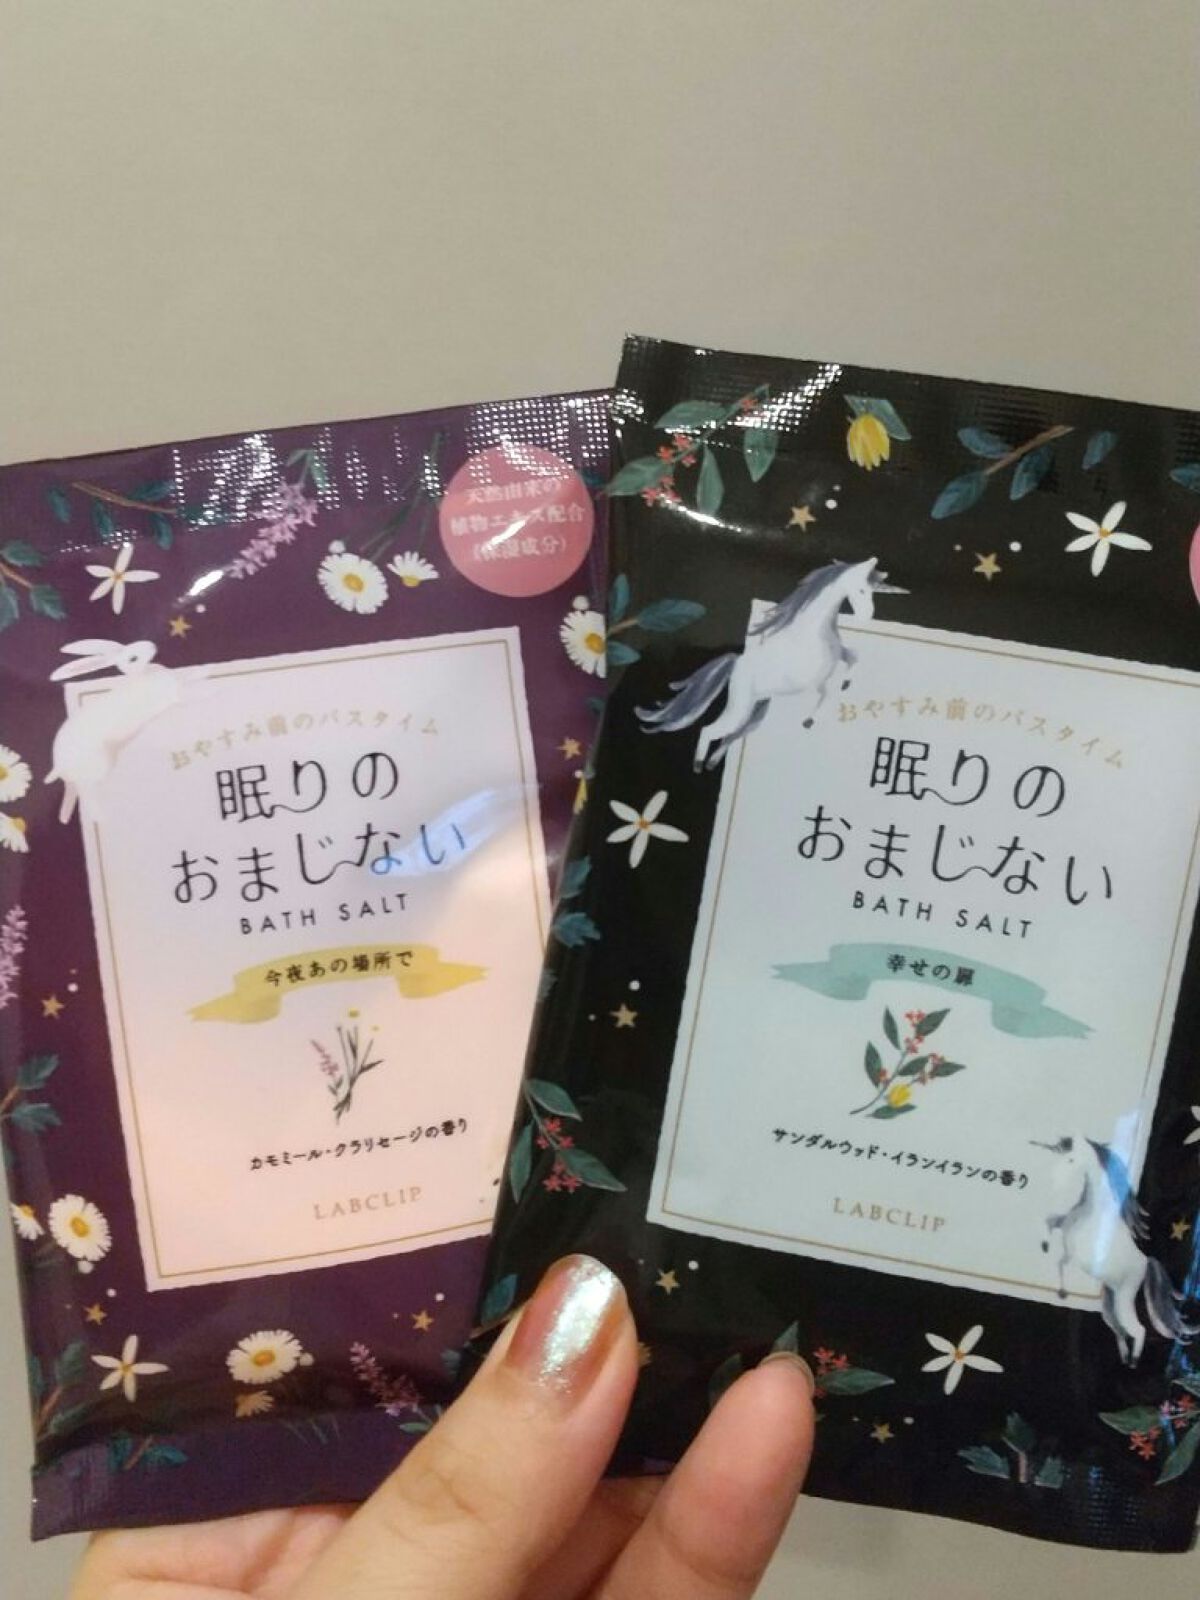 天然由来の
植物エキス配合
(保湿成分)
おやすみ前のバスタイム
眠りの
おまじない
BATH SALT
今夜あの場所で
カモミール・クラリセージの香り
LABCLIP
おやすみ前のバスタイム
眠りの
おまじない
BATH SALT
幸せの扉
サンダルウッド・イランイランの香り
LABCLIP